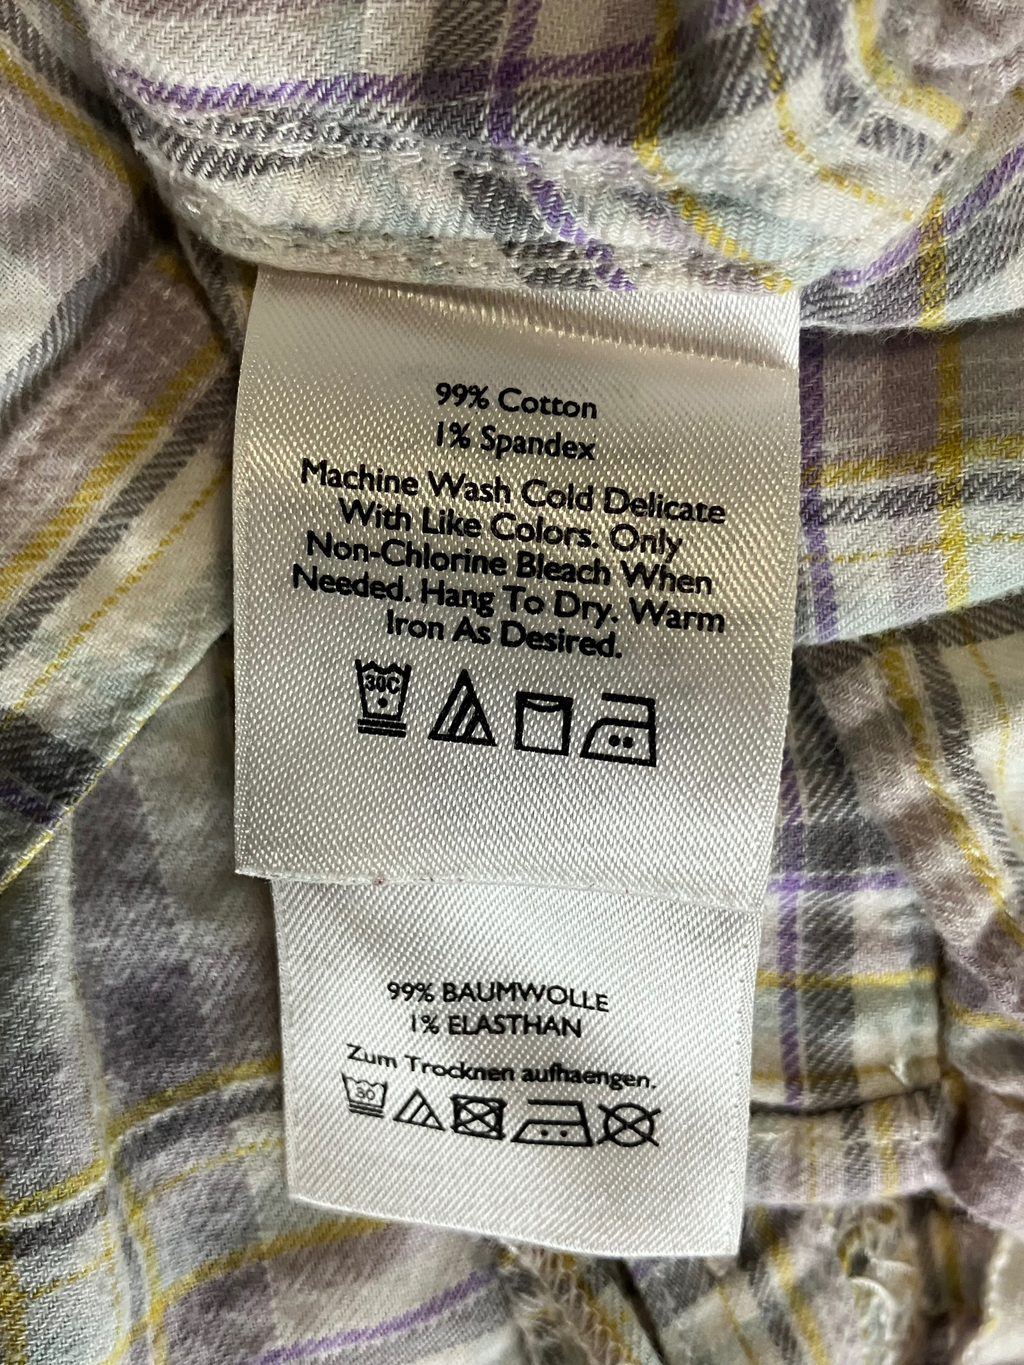 99% Cotton
1% Spandex
Machine Wash Cold Delicate
With Like Colors. Only
Non-Chlorine Bleach When
Needed. Hang To Dry. Warm
Iron As Desired.
30C
99% BAUMWOLLE
1% ELASTHAN
Zum Trocknen aufhaengen.
30